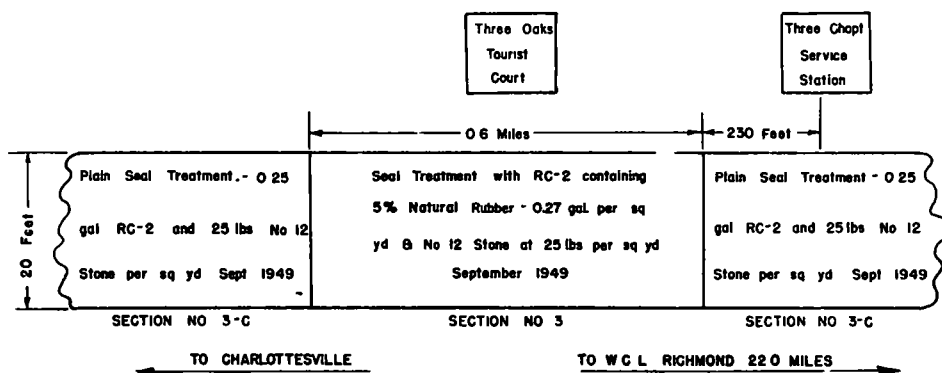 Three Oaks
Tourist
Court
Three Chopt
Service
Station
0.6 Miles
230 Feet
20 Feet
Plain Seal Treatment.- 0 25
gal RC-2 and 25 lbs No 12
Stone per sq yd Sept 1949
Seal Treatment with RC-2 containing
5% Natural Rubber - 0.27 gal. per sq
yd & No 12 Stone at 25 lbs per sq yd
September 1949
Plain Seal Treatment - 0 25
gal RC-2 and 25 lbs No 12
Stone per sq yd Sept 1949
SECTION NO 3-C
SECTION NO 3
SECTION NO 3-C
TO CHARLOTTESVILLE
TO W C L RICHMOND 22 0 MILES